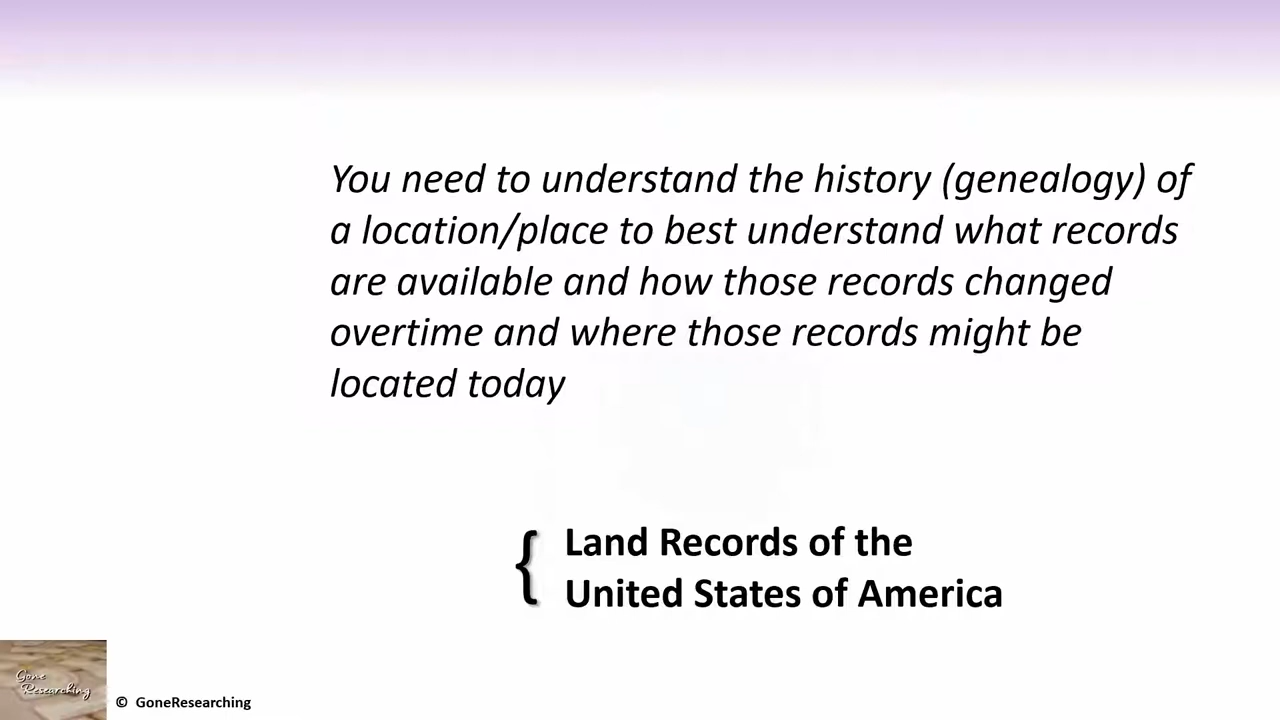 You need to understand the history (genealogy) of
a location/place to best understand what records
are available and how those records changed
overtime and where those records might be
located today
{ Land Records of the
United States of America
Gone
Researching
© GoneResearching